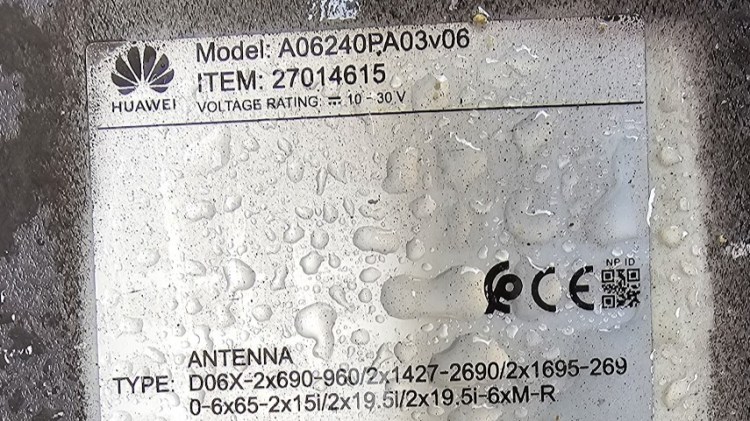 Model: A06240PA03v06
ITEM: 27014615
HUAWEI
VOLTAGE RATING: ⎓ 10 - 30 V
NP ID
CE
ANTENNA
TYPE: D06X-2x690-960/2x1427-2690/2x1695-269
0-6x65-2x15i/2x19.5i/2x19.5i-6xM-R